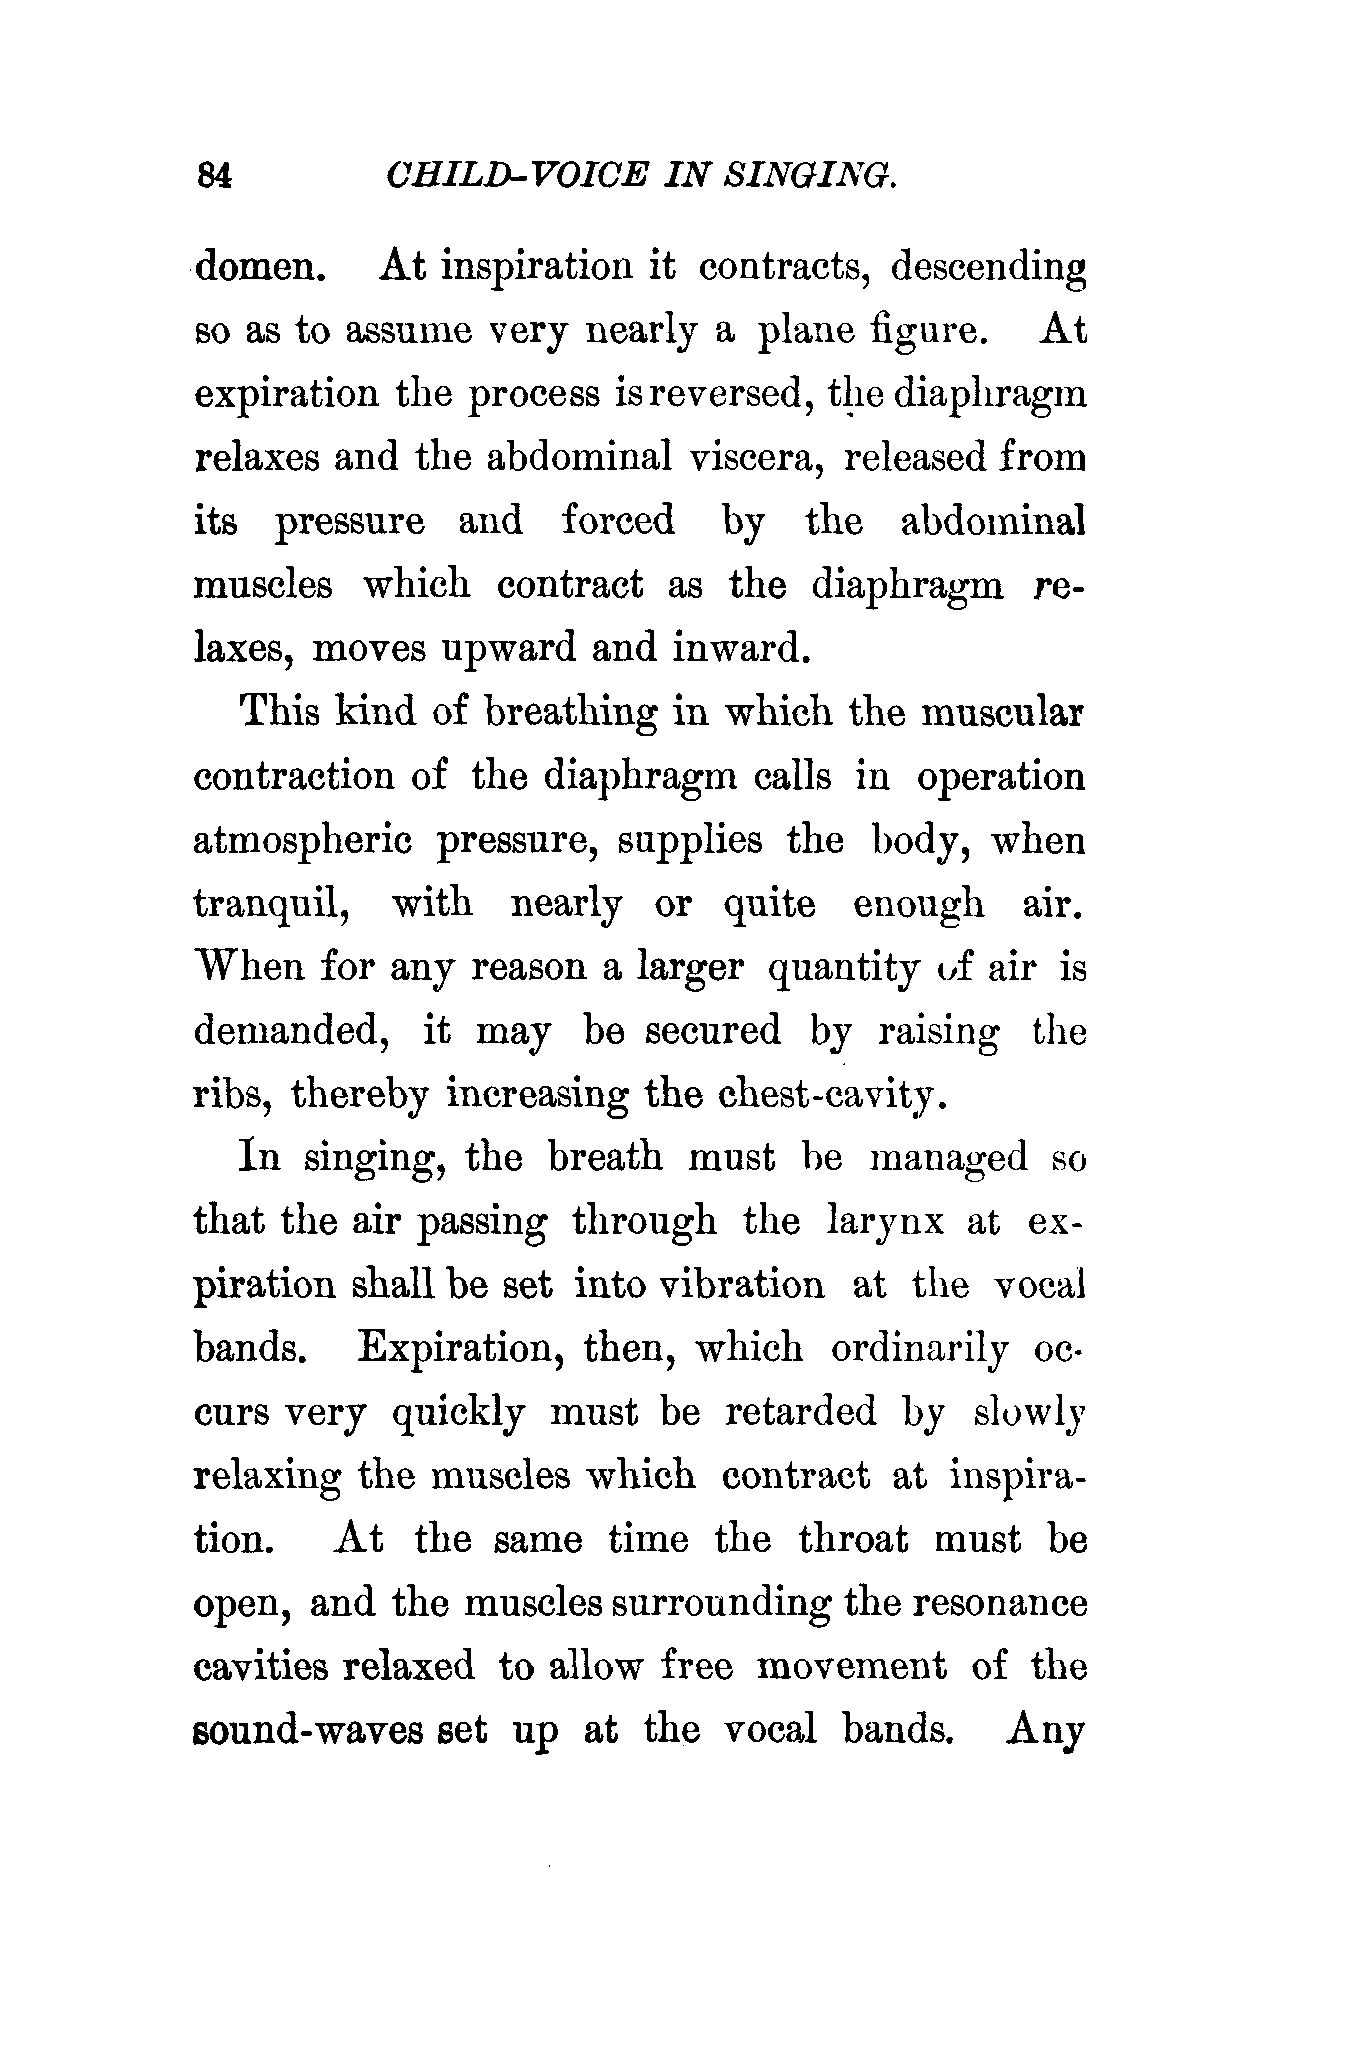 84 CHILD-VOICE IN SINGING.
domen. At inspiration it contracts, descending
so as to assume very nearly a plane figure. At
expiration the process is reversed, the diaphragm
relaxes and the abdominal viscera, released from
its pressure and forced by the abdominal
muscles which contract as the diaphragm re-
laxes, moves upward and inward.
This kind of breathing in which the muscular
contraction of the diaphragm calls in operation
atmospheric pressure, supplies the body, when
tranquil, with nearly or quite enough air.
When for any reason a larger quantity of air is
demanded, it may be secured by raising the
ribs, thereby increasing the chest-cavity.
In singing, the breath must be managed so
that the air passing through the larynx at ex-
piration shall be set into vibration at the vocal
bands. Expiration, then, which ordinarily oc-
curs very quickly must be retarded by slowly
relaxing the muscles which contract at inspira-
tion. At the same time the throat must be
open, and the muscles surrounding the resonance
cavities relaxed to allow free movement of the
sound-waves set up at the vocal bands. Any